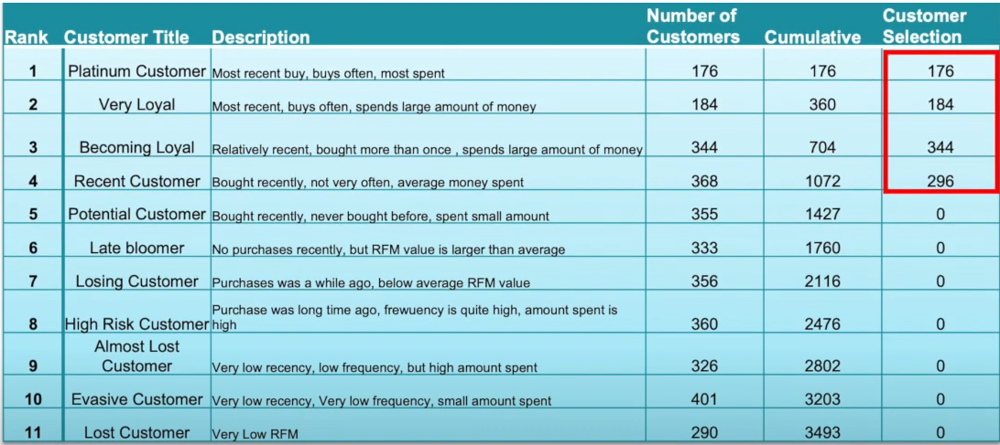 Rank Customer Title Description Number of Customers Cumulative Customer Selection
1 Platinum Customer Most recent buy, buys often, most spent 176 176 176
2 Very Loyal Most recent, buys often, spends large amount of money 184 360 184
3 Becoming Loyal Relatively recent, bought more than once , spends large amount of money 344 704 344
4 Recent Customer Bought recently, not very often, average money spent 368 1072 296
5 Potential Customer Bought recently, never bought before, spent small amount 355 1427 0
6 Late bloomer No purchases recently, but RFM value is larger than average 333 1760 0
7 Losing Customer Purchases was a while ago, below average RFM value 356 2116 0
8 High Risk Customer Purchase was long time ago, frewuency is quite high, amount spent is high 360 2476 0
9 Almost Lost Customer Very low recency, low frequency, but high amount spent 326 2802 0
10 Evasive Customer Very low recency, Very low frequency, small amount spent 401 3203 0
11 Lost Customer Very Low RFM 290 3493 0